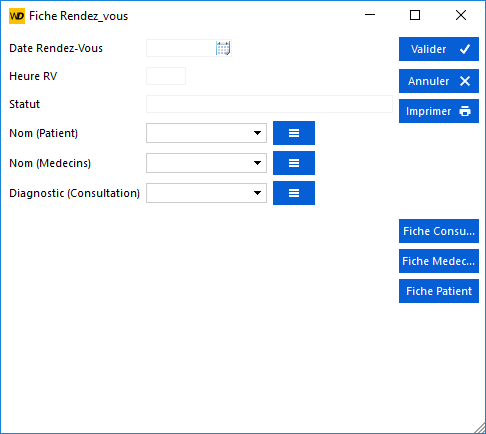 WD Fiche Rendez_vous
Date Rendez-Vous
Valider
Heure RV
Annuler
Statut
Imprimer
Nom (Patient)
Nom (Medecins)
Diagnostic (Consultation)
Fiche Consu...
Fiche Medec...
Fiche Patient